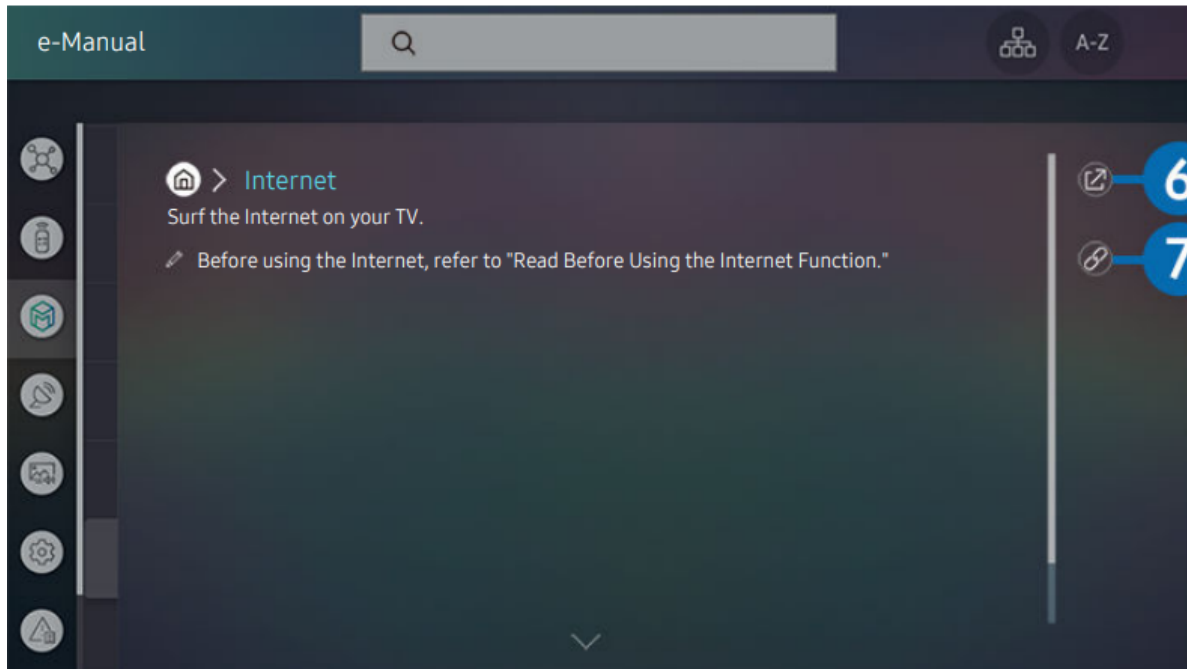 e-Manual
A-Z
Internet
Surf the Internet on your TV.
Before using the Internet, refer to "Read Before Using the Internet Function."
6
7